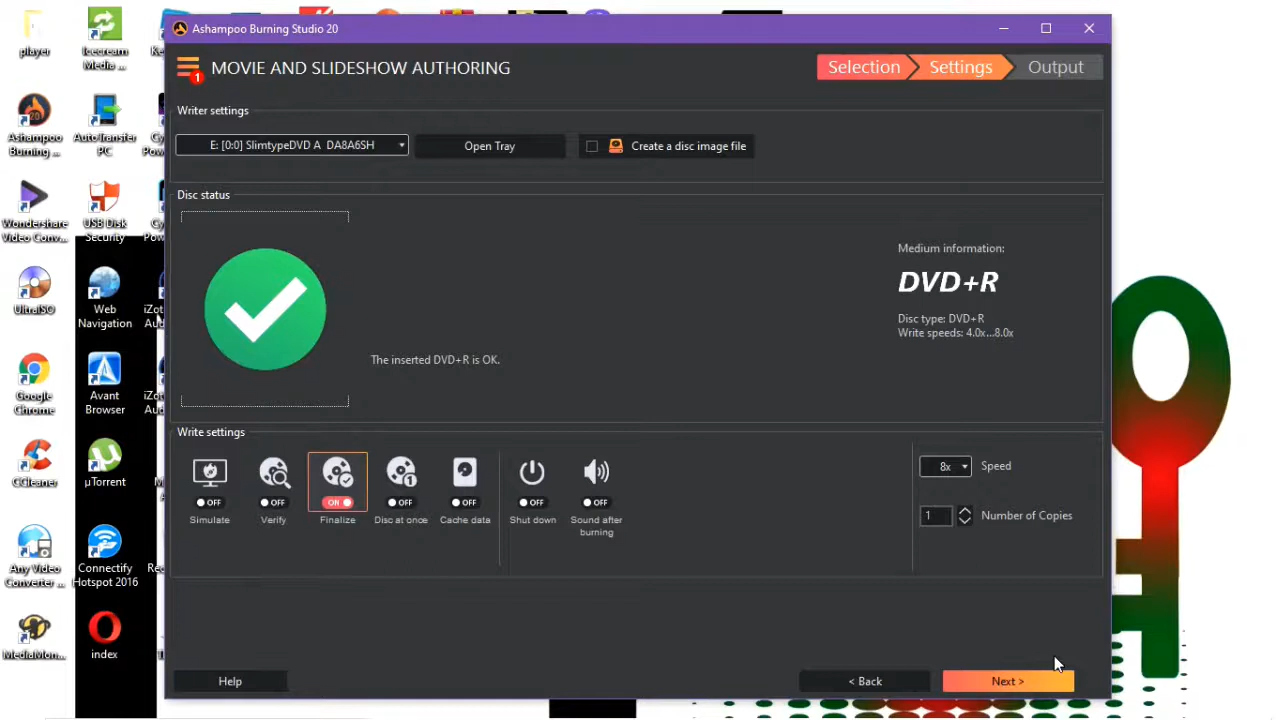 Ashampoo Burning Studio 20
1
MOVIE AND SLIDESHOW AUTHORING
Selection
Settings
Output
Writer settings
E: [0:0] SlimtypeDVD A DA8A6SH
Open Tray
Create a disc image file
Disc status
The inserted DVD+R is OK.
Medium information:
DVD+R
Disc type: DVD+R
Write speeds: 4.0x...8.0x
Write settings
OFF
Simulate
OFF
Verify
ON
Finalize
1
OFF
Disc at once
OFF
Cache data
OFF
Shut down
OFF
Sound after
burning
8x
Speed
1
Number of Copies
Help
< Back
Next >
player
Icecream
Media ...
Ashampoo
Burning ...
20
AutoTransfer
PC
Wondershare
Video Conv...
USB Disk
Security
UltraISO
Web
Navigation
Google
Chrome
Avant
Browser
CCleaner
µTorrent
Any Video
Converter ...
Connectify
Hotspot 2016
MediaMon...
index